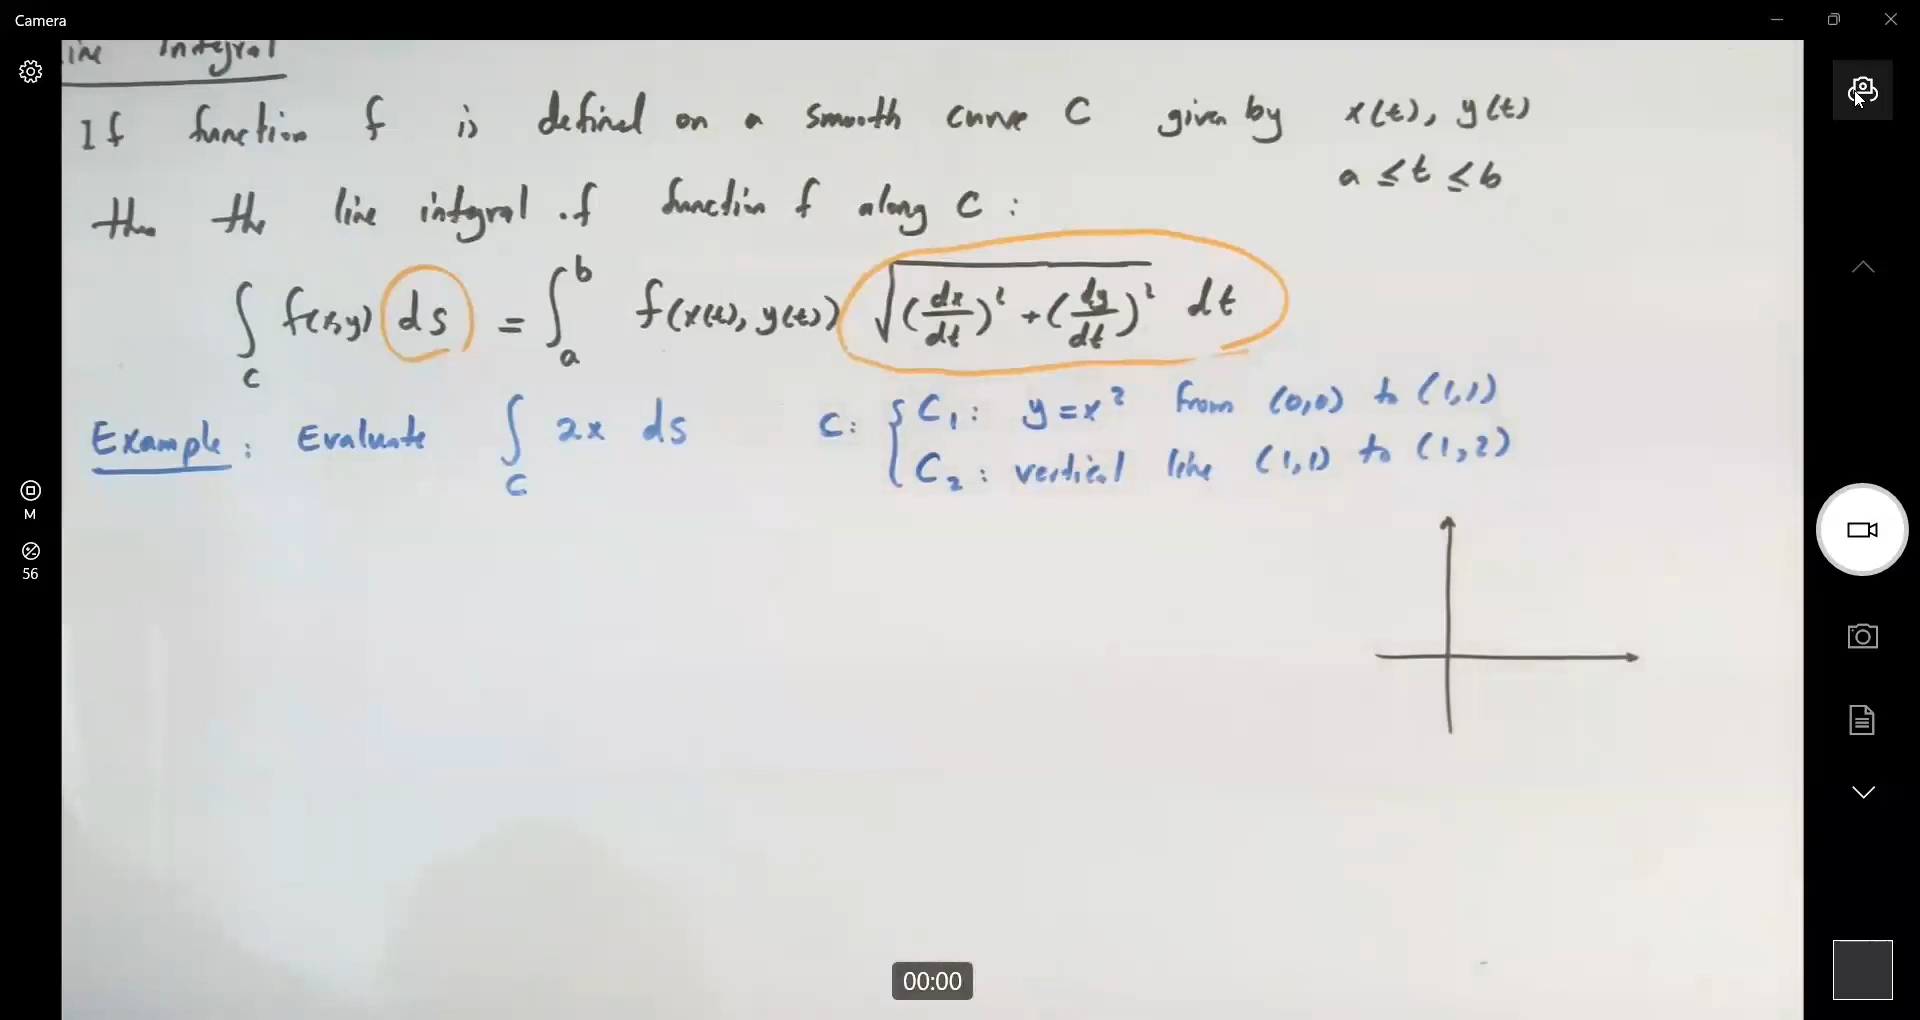 Camera
Line Integral
If function f is defined on a smooth curve C given by x(t), y(t)
a ≤ t ≤ b
then the line integral of function f along C :
∫_C f(x,y) ds = ∫_a^b f(x(t), y(t)) √((dx/dt)² + (dy/dt)²) dt
Example : Evaluate ∫_C 2x ds C: { C₁: y = x² from (0,0) to (1,1)
C₂ : vertical line (1,1) to (1,2)
M
56
00:00